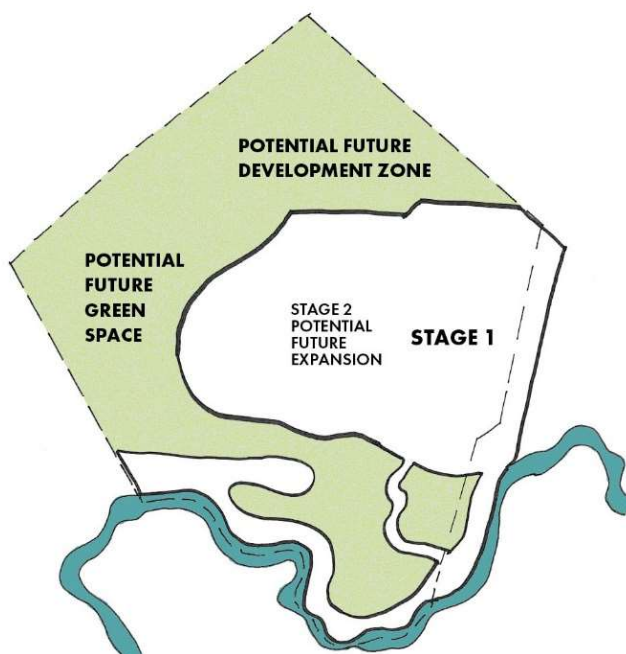 POTENTIAL FUTURE
DEVELOPMENT ZONE
POTENTIAL
FUTURE
GREEN
SPACE
STAGE 2
POTENTIAL
FUTURE
EXPANSION
STAGE 1